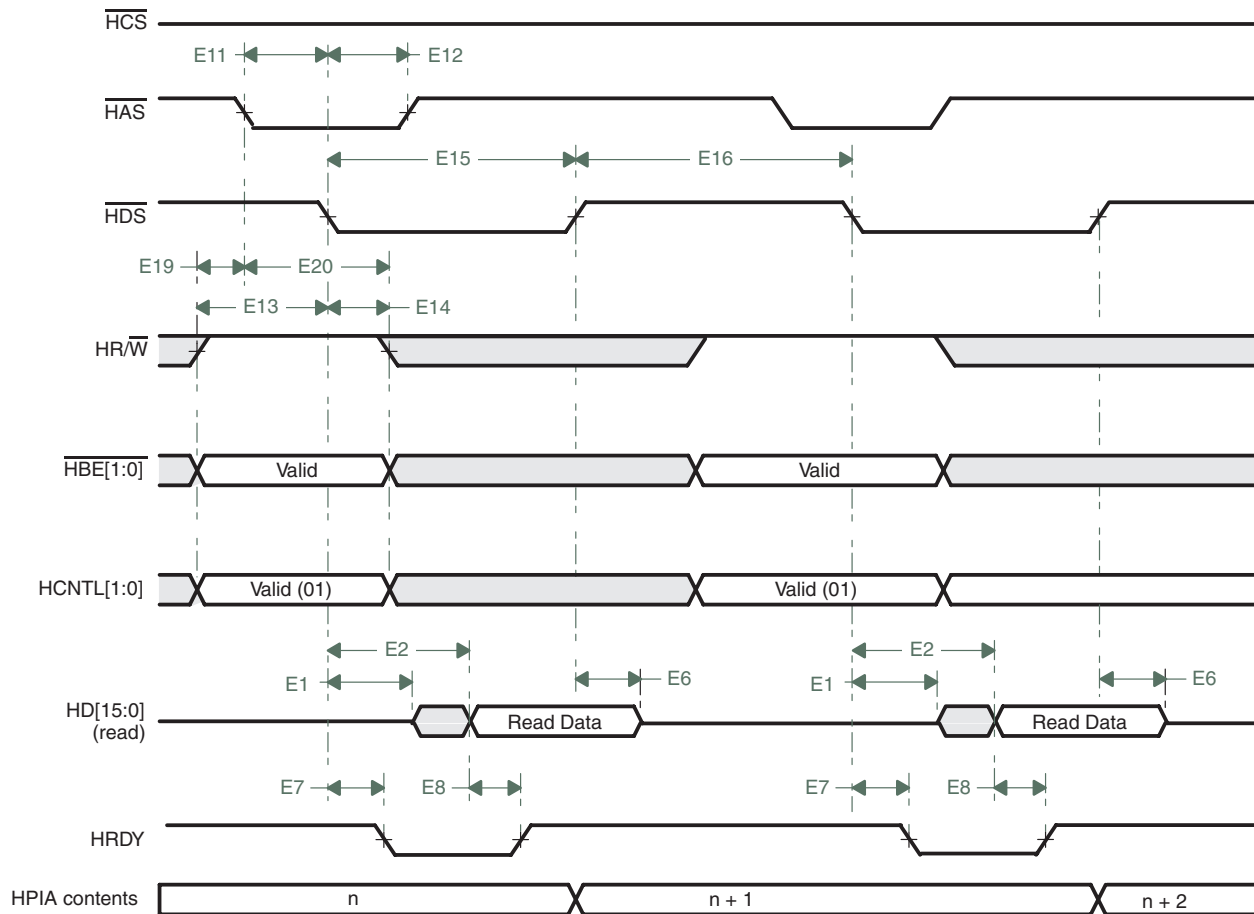 HCS
E11 E12
HAS
E15 E16
HDS
E19 E20
E13 E14
HR/W
HBE[1:0] Valid Valid
HCNTL[1:0] Valid (01) Valid (01)
E2 E2
E1 E6 E1 E6
HD[15:0] Read Data Read Data
(read)
E7 E8 E7 E8
HRDY
HPIA contents n n + 1 n + 2